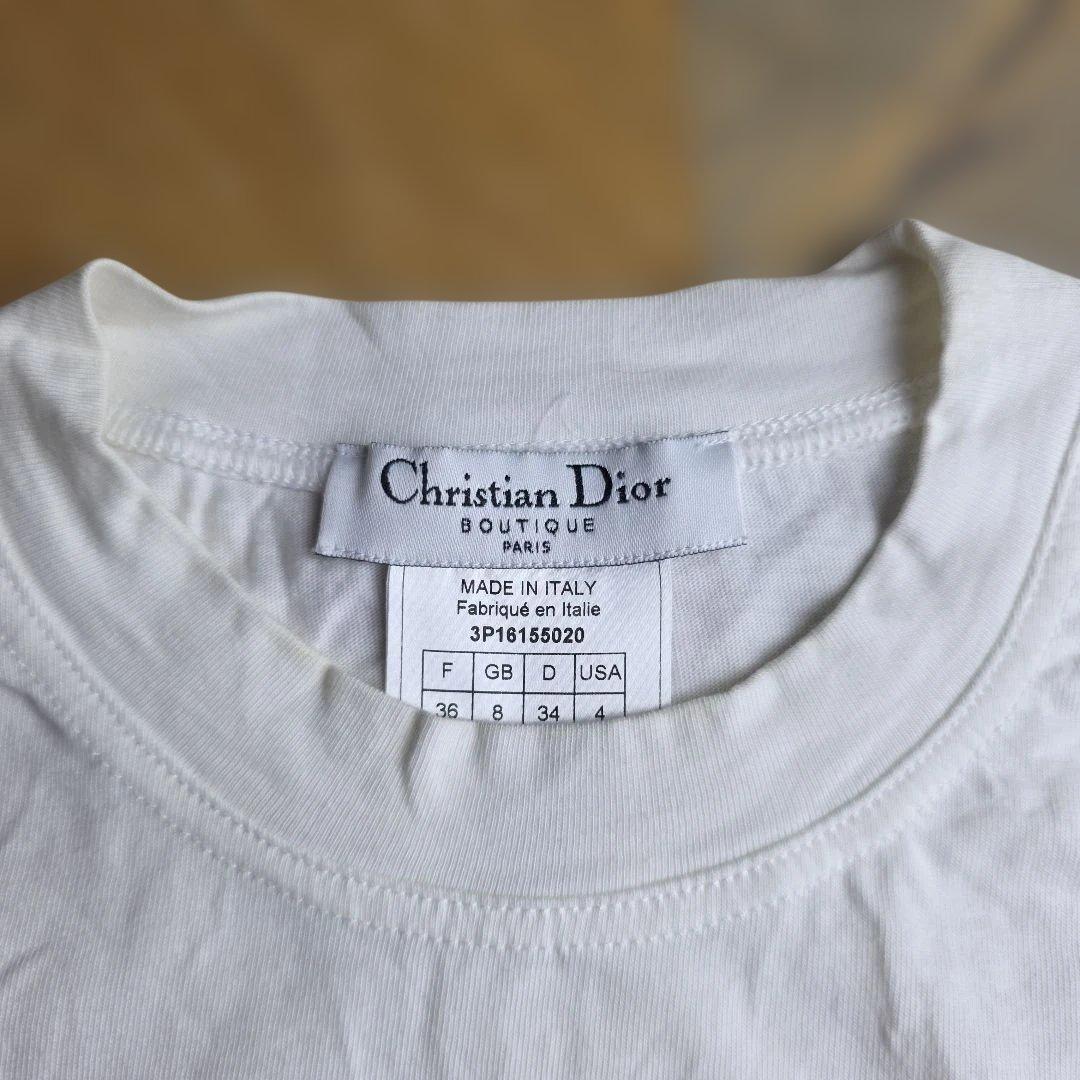 Christian Dior
BOUTIQUE
PARIS
MADE IN ITALY
Fabriqué en Italie
3P16155020
F GB D USA
36 8 34 4